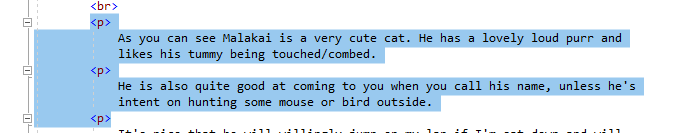 <br>
<p>
As you can see Malakai is a very cute cat. He has a lovely loud purr and
likes his tummy being touched/combed.
<p>
He is also quite good at coming to you when you call his name, unless he's
intent on hunting some mouse or bird outside.
<p>
It's nice that he will willingly jump on my lap if I'm sat down and will